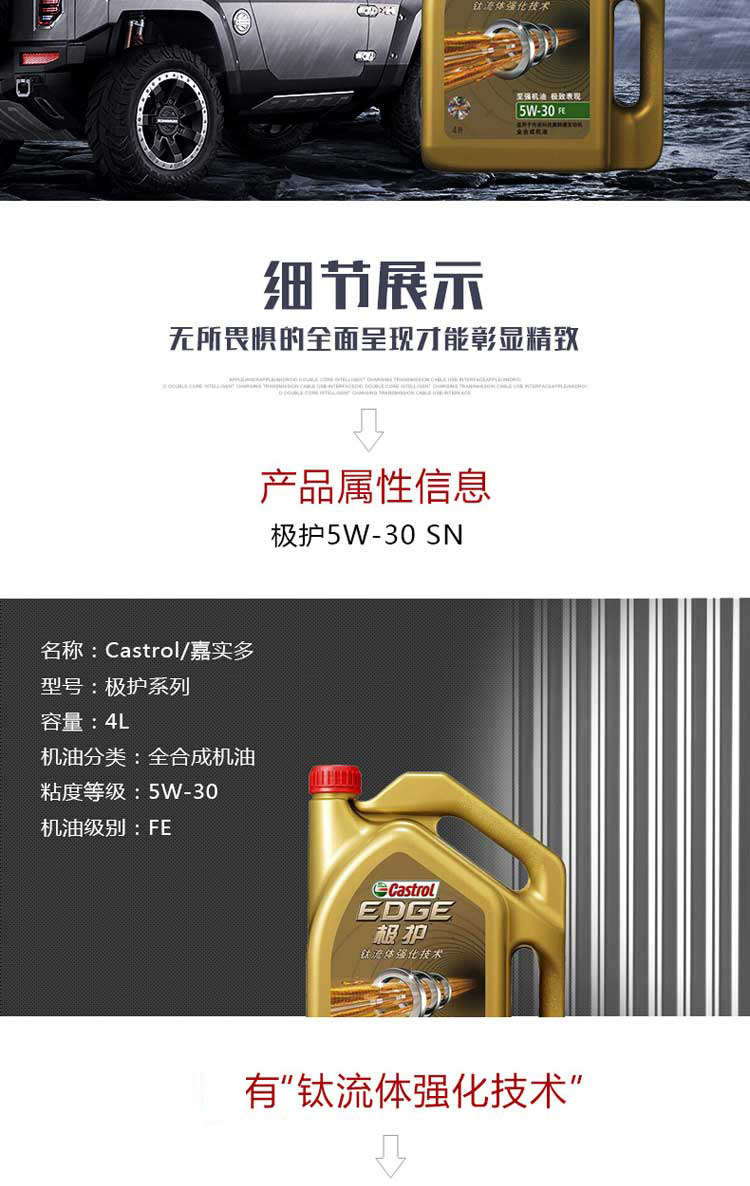 钛流体强化技术
至强机油 极致表现
5W-30 FE
4升
全合成机油
细节展示
无所畏惧的全面呈现才能彰显精致
产品属性信息
极护5W-30 SN
名称：Castrol/嘉实多
型号：极护系列
容量：4L
机油分类：全合成机油
粘度等级：5W-30
机油级别：FE
Castrol
EDGE
极护
钛流体强化技术
有“钛流体强化技术”